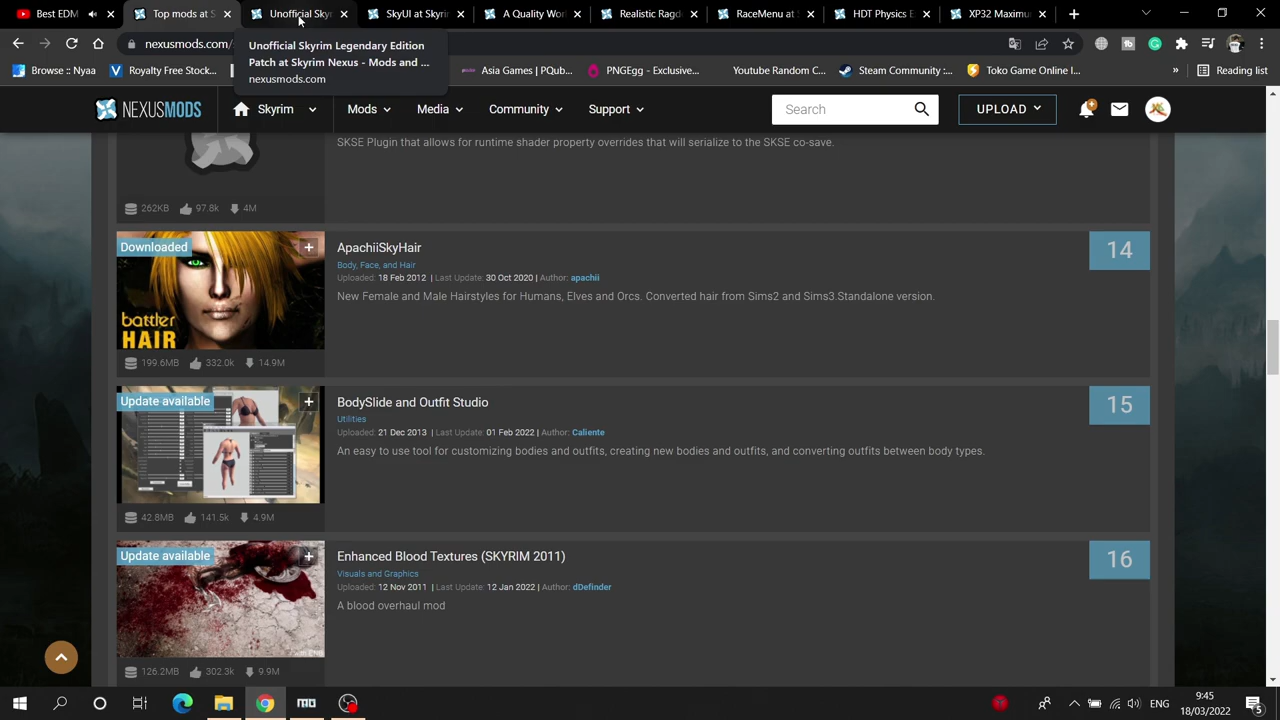 Best EDM
Top mods at S
Unofficial Sky
SkyUI at Skyrim
A Quality Worl
Realistic Ragdo
RaceMenu at S
HDT Physics E
XP32 Maximum
nexusmods.com/
Unofficial Skyrim Legendary Edition
Patch at Skyrim Nexus - Mods and ...
nexusmods.com
Browse :: Nyaa
Royalty Free Stock...
Asia Games | PQub...
PNGEgg - Exclusive...
Youtube Random C...
Steam Community :...
Toko Game Online I...
»
Reading list
NEXUSMODS
Skyrim
Mods
Media
Community
Support
Search
UPLOAD
SKSE Plugin that allows for runtime shader property overrides that will serialize to the SKSE co-save.
262KB
97.8k
4M
Downloaded
battler
HAIR
ApachiiSkyHair
14
Body, Face, and Hair
Uploaded: 18 Feb 2012 | Last Update: 30 Oct 2020 | Author: apachii
New Female and Male Hairstyles for Humans, Elves and Orcs. Converted hair from Sims2 and Sims3.Standalone version.
199.6MB
332.0k
14.9M
Update available
BodySlide and Outfit Studio
15
Utilities
Uploaded: 21 Dec 2013 | Last Update: 01 Feb 2022 | Author: Caliente
An easy to use tool for customizing bodies and outfits, creating new bodies and outfits, and converting outfits between body types.
42.8MB
141.5k
4.9M
Update available
Enhanced Blood Textures (SKYRIM 2011)
16
Visuals and Graphics
Uploaded: 12 Nov 2011 | Last Update: 12 Jan 2022 | Author: dDefinder
A blood overhaul mod
126.2MB
302.3k
9.9M
ENG
9:45
18/03/2022
5